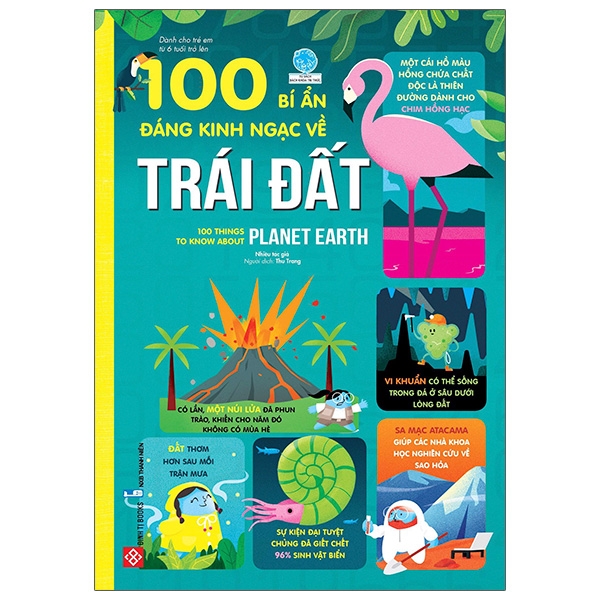 Dành cho trẻ em
từ 6 tuổi trở lên
TỦ SÁCH
BÁCH KHOA TRI THỨC
100 BÍ ẨN
ĐÁNG KINH NGẠC VỀ
TRÁI ĐẤT
100 THINGS
TO KNOW ABOUT PLANET EARTH
Nhiều tác giả
Người dịch: Thu Trang
MỘT CÁI HỒ MÀU
HỒNG CHỨA CHẤT
ĐỘC LÀ THIÊN
ĐƯỜNG DÀNH CHO
CHIM HỒNG HẠC
CÓ LẦN, MỘT NÚI LỬA ĐÃ PHUN
TRÀO, KHIẾN CHO NĂM ĐÓ
KHÔNG CÓ MÙA HÈ
VI KHUẨN CÓ THỂ SỐNG
TRONG ĐÁ Ở SÂU DƯỚI
LÒNG ĐẤT
ĐẤT THƠM
HƠN SAU MỖI
TRẬN MƯA
SỰ KIỆN ĐẠI TUYỆT
CHỦNG ĐÃ GIẾT CHẾT
96% SINH VẬT BIỂN
SA MẠC ATACAMA
GIÚP CÁC NHÀ KHOA
HỌC NGHIÊN CỨU VỀ
SAO HỎA
ĐINH TỊ BOOKS
NXB THANH NIÊN